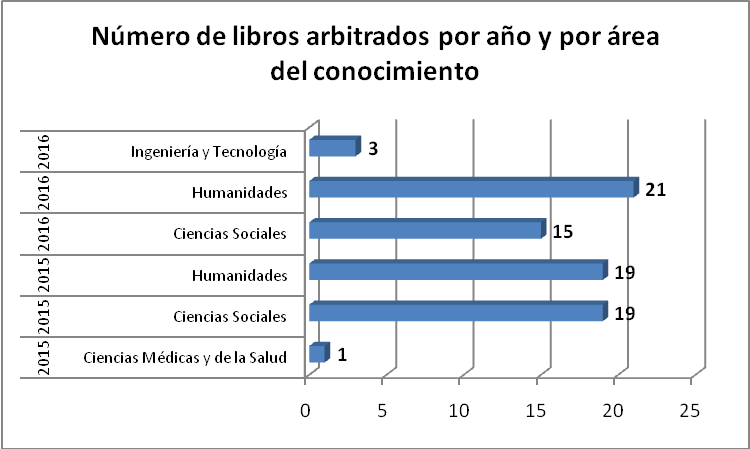 Número de libros arbitrados por año y por área
del conocimiento
2016 Ingeniería y Tecnología 3
2016 Humanidades 21
2016 Ciencias Sociales 15
2015 Humanidades 19
2015 Ciencias Sociales 19
2015 Ciencias Médicas y de la Salud 1
0 5 10 15 20 25